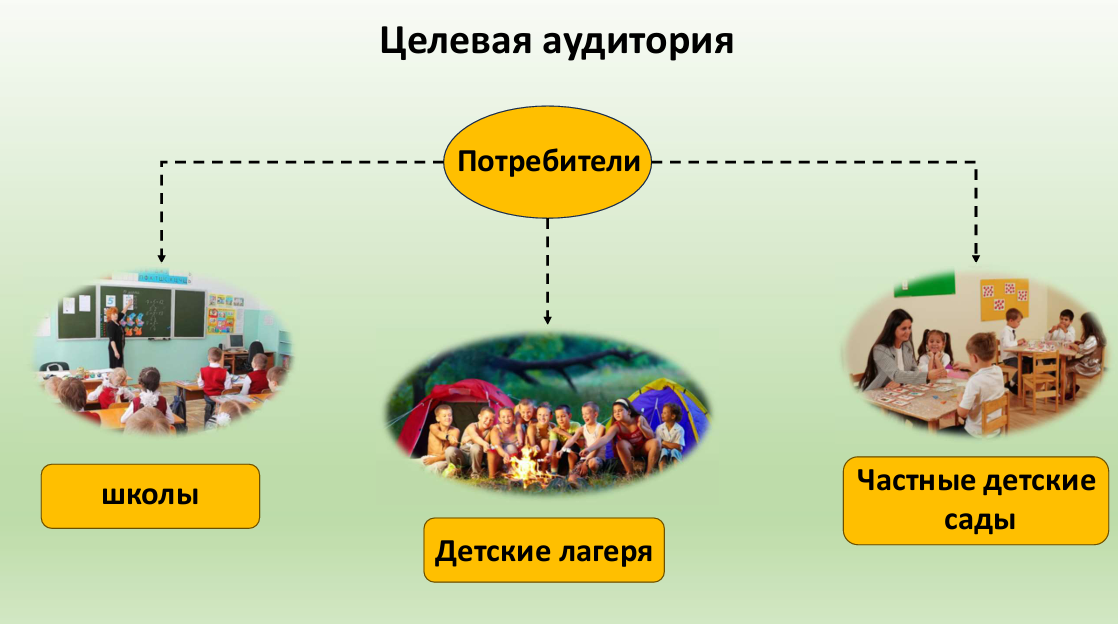 Целевая аудитория
Потребители
школы
Детские лагеря
Частные детские
сады